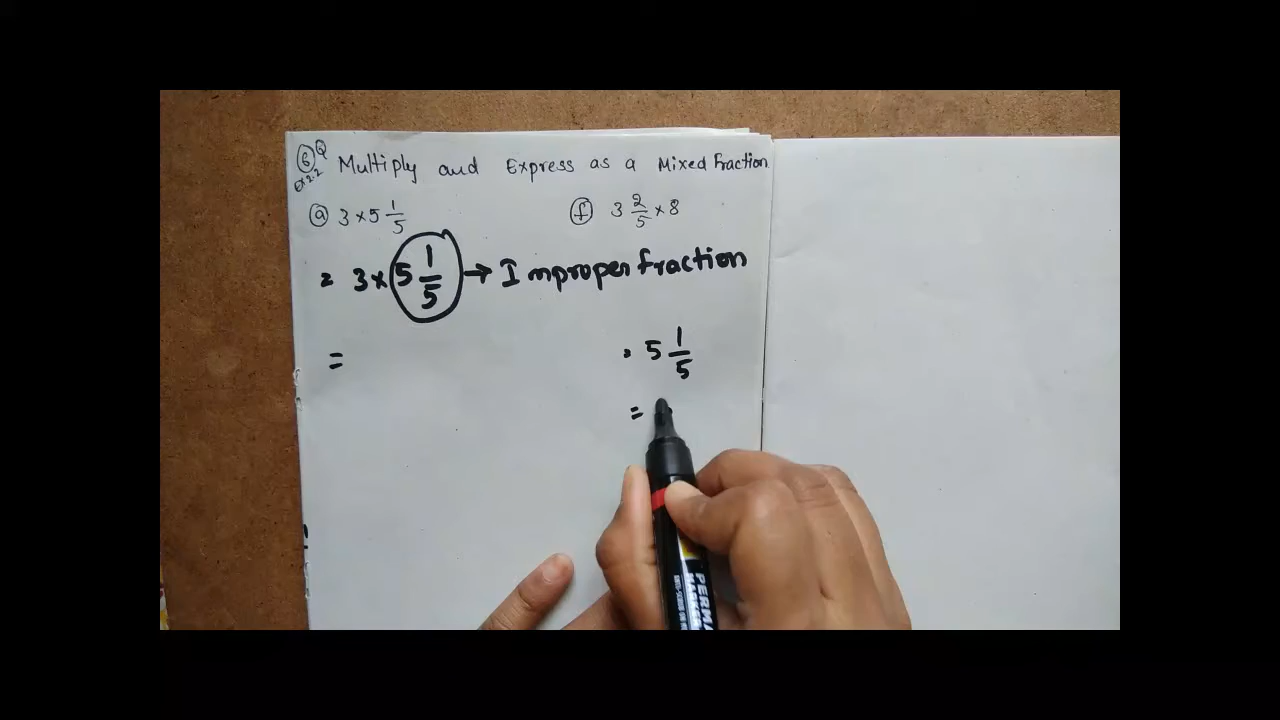 6 Q Multiply and Express as a Mixed Fraction
Ex 2.2
a 3 × 5 1/5
f 3 2/5 × 8
= 3 × 5 1/5 → Improper fraction
=
. 5 1/5
=
PERMA